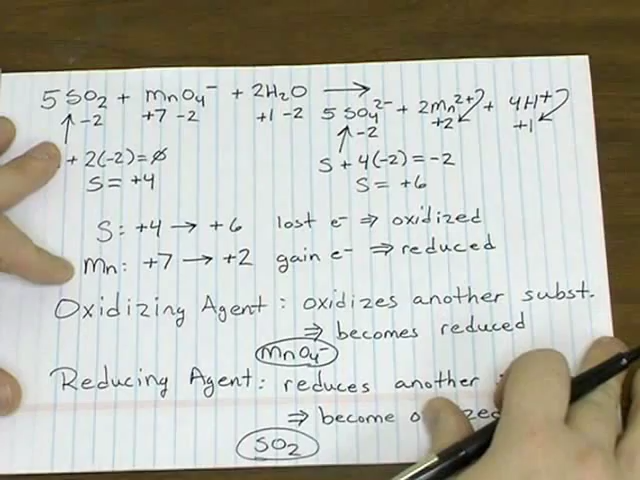 5 SO₂ + MnO₄⁻ + 2H₂O ⟶ 5 SO₄²⁻ + 2Mn²⁺ + 4H⁺
↑ -2 +7 -2 +1 -2 ↑ -2 +2 +1
+ 2(-2) = 0 S + 4(-2) = -2
S = +4 S = +6
S: +4 → +6 lost e⁻ ⇒ oxidized
Mn: +7 → +2 gain e⁻ ⇒ reduced
Oxidizing Agent : oxidizes another subst.
⇒ becomes reduced
MnO₄⁻
Reducing Agent: reduces another
⇒ become
SO₂